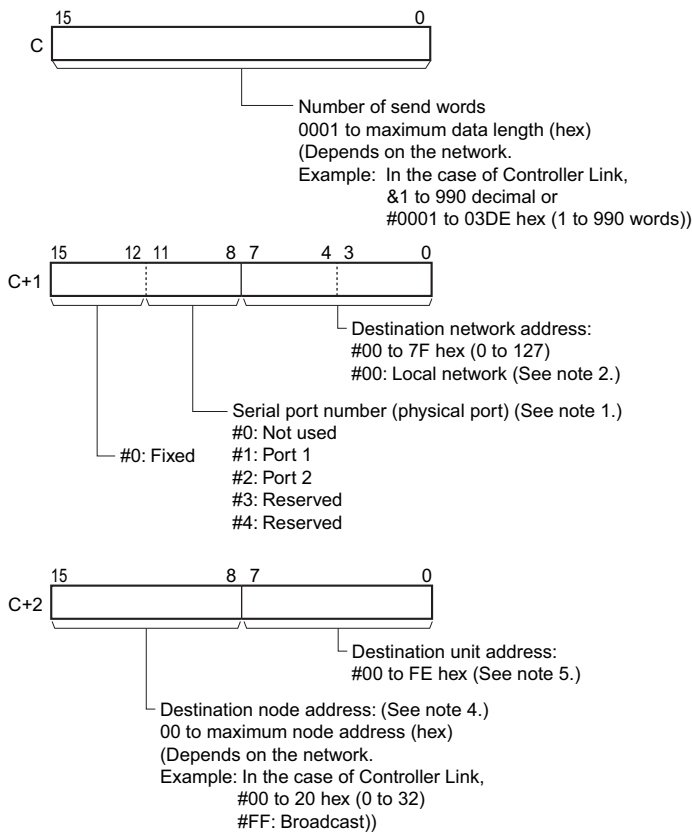 15 0
C
Number of send words
0001 to maximum data length (hex)
(Depends on the network.
Example: In the case of Controller Link,
&1 to 990 decimal or
#0001 to 03DE hex (1 to 990 words))
15 12 11 8 7 4 3 0
C+1
Destination network address:
#00 to 7F hex (0 to 127)
#00: Local network (See note 2.)
Serial port number (physical port) (See note 1.)
#0: Not used
#0: Fixed
#1: Port 1
#2: Port 2
#3: Reserved
#4: Reserved
15 8 7 0
C+2
Destination unit address:
#00 to FE hex (See note 5.)
Destination node address: (See note 4.)
00 to maximum node address (hex)
(Depends on the network.
Example: In the case of Controller Link,
#00 to 20 hex (0 to 32)
#FF: Broadcast))